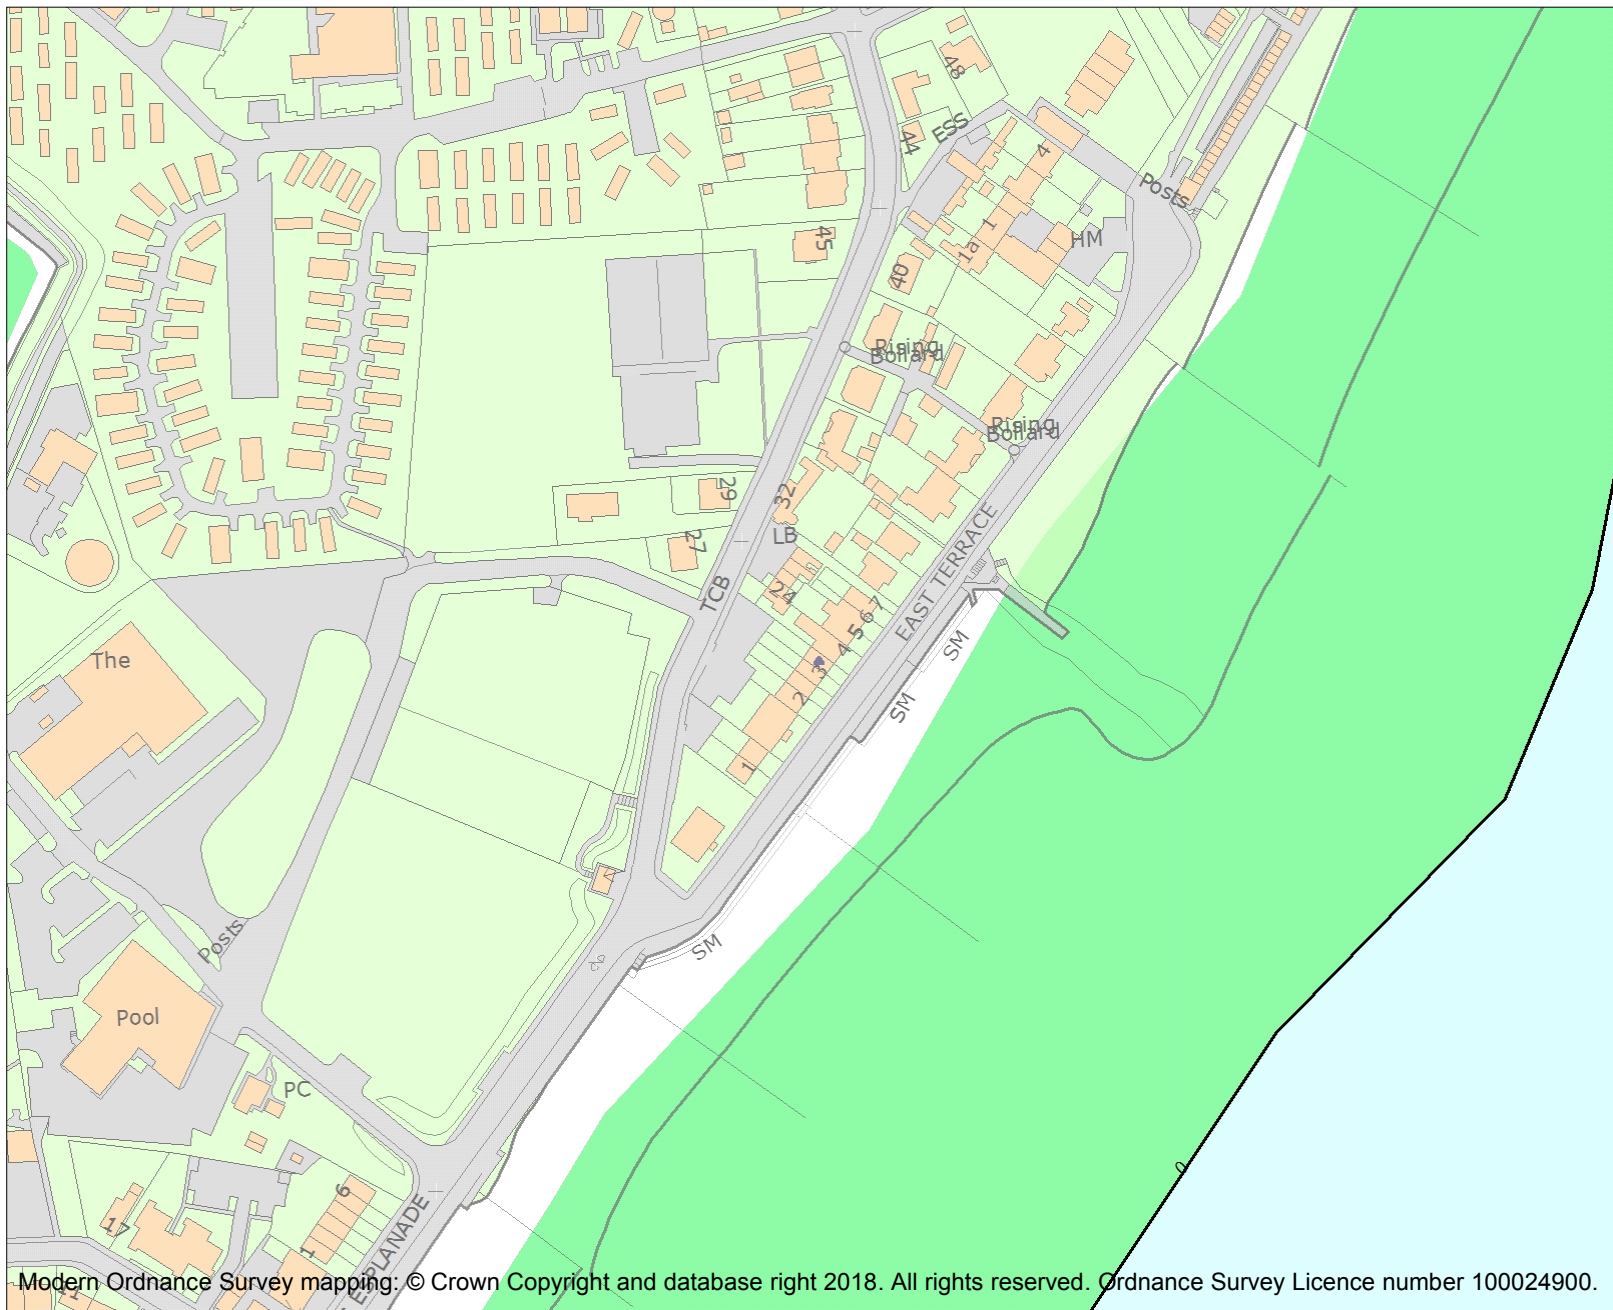 48
44
ESS
4
Posts
45
1
1a
HM
40
Rising
Bollard
Rising
Bollard
29
32
27
LB
EAST TERRACE
TCB
24
7
6
5
4
3
2
1
SM
SM
The
SM
Posts
Pool
PC
0
6
17
1
ESPLANADE
11
Modern Ordnance Survey mapping: © Crown Copyright and database right 2018. All rights reserved. Ordnance Survey Licence number 100024900.